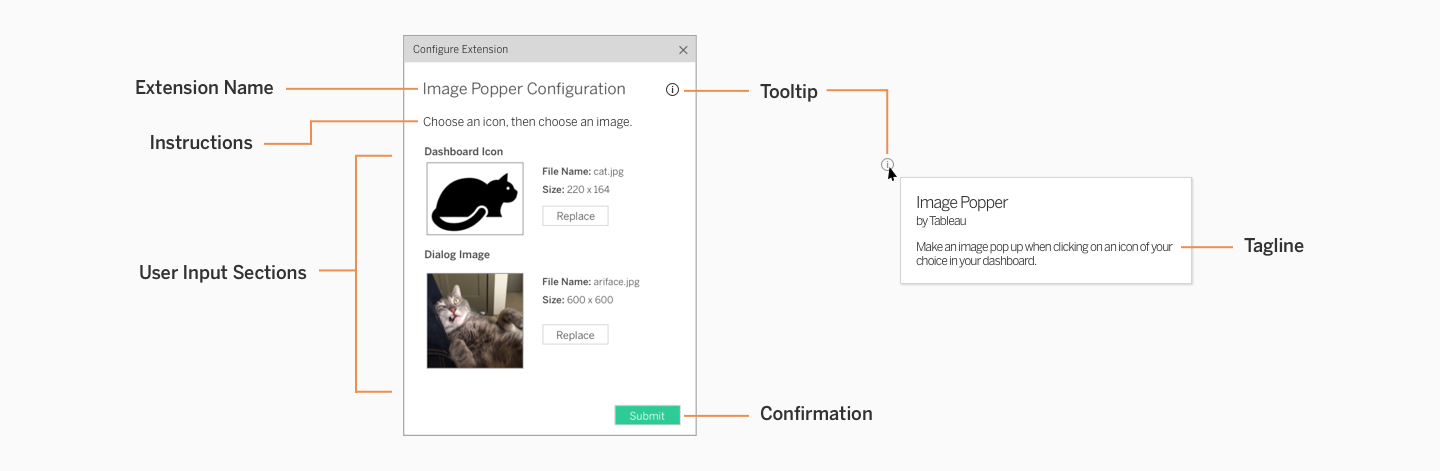 Configure Extension
Extension Name
Image Popper Configuration
Tooltip
Instructions
Choose an icon, then choose an image.
Dashboard Icon
File Name: cat.jpg
Size: 220 x 164
Replace
User Input Sections
Dialog Image
File Name: ariface.jpg
Size: 600 x 600
Replace
Submit
Confirmation
Image Popper
by Tableau
Make an image pop up when clicking on an icon of your
choice in your dashboard.
Tagline